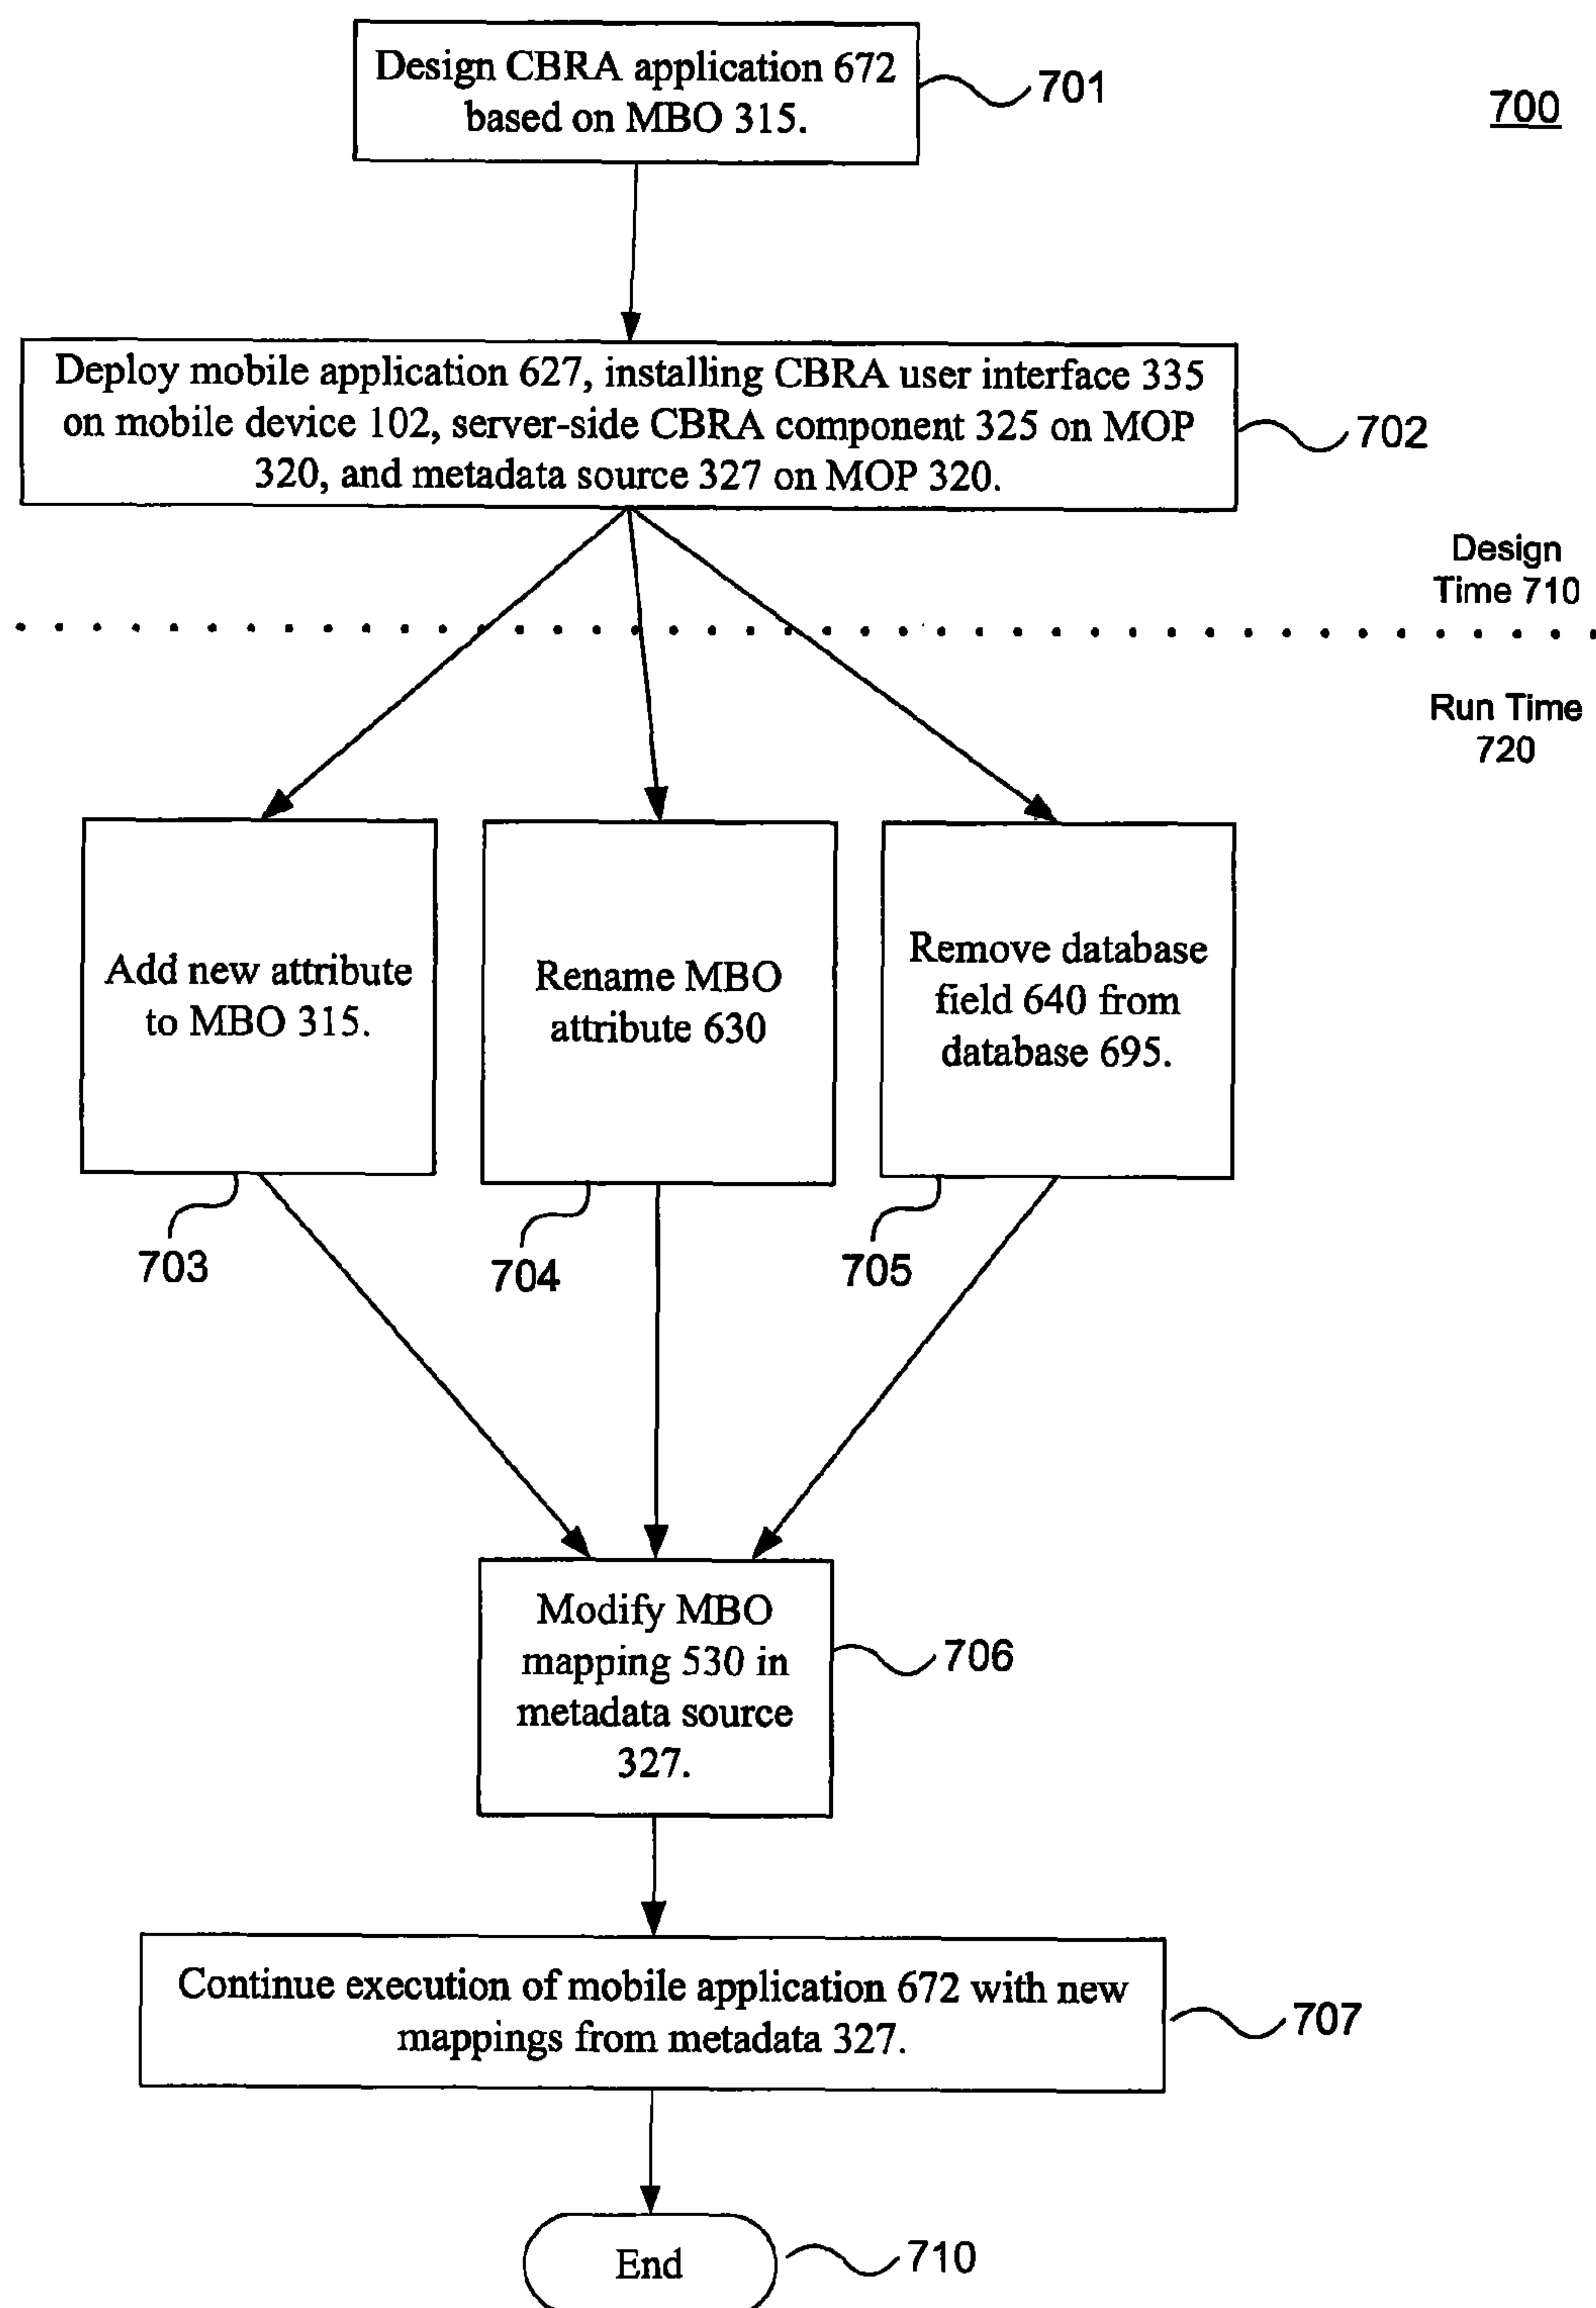 Design CBRA application 672
based on MBO 315.
701
700
Deploy mobile application 627, installing CBRA user interface 335
on mobile device 102, server-side CBRA component 325 on MOP
320, and metadata source 327 on MOP 320.
702
Design
Time 710
Run Time
720
Add new attribute
to MBO 315.
703
Rename MBO
attribute 630
704
Remove database
field 640 from
database 695.
705
Modify MBO
mapping 530 in
metadata source
327.
706
Continue execution of mobile application 672 with new
mappings from metadata 327.
707
End
710